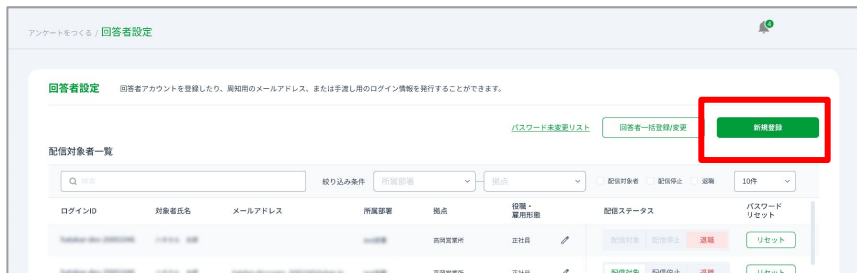 アンケートをつくる / 回答者設定
4
回答者設定 回答者アカウントを登録したり、周知用のメールアドレス、または手渡し用のログイン情報を発行することができます。
パスワード未変更リスト 回答者一括登録/変更 新規登録
配信対象者一覧
検索 絞り込み条件 所属部署 拠点 配信対象者 配信停止 退職 10件
ログインID 対象者氏名 メールアドレス 所属部署 拠点 役職・
雇用形態 配信ステータス パスワード
リセット
高岡営業所 正社員 配信対象 配信停止 退職 リセット
高岡営業所 正社員 配信対象 配信停止 退職 リセット